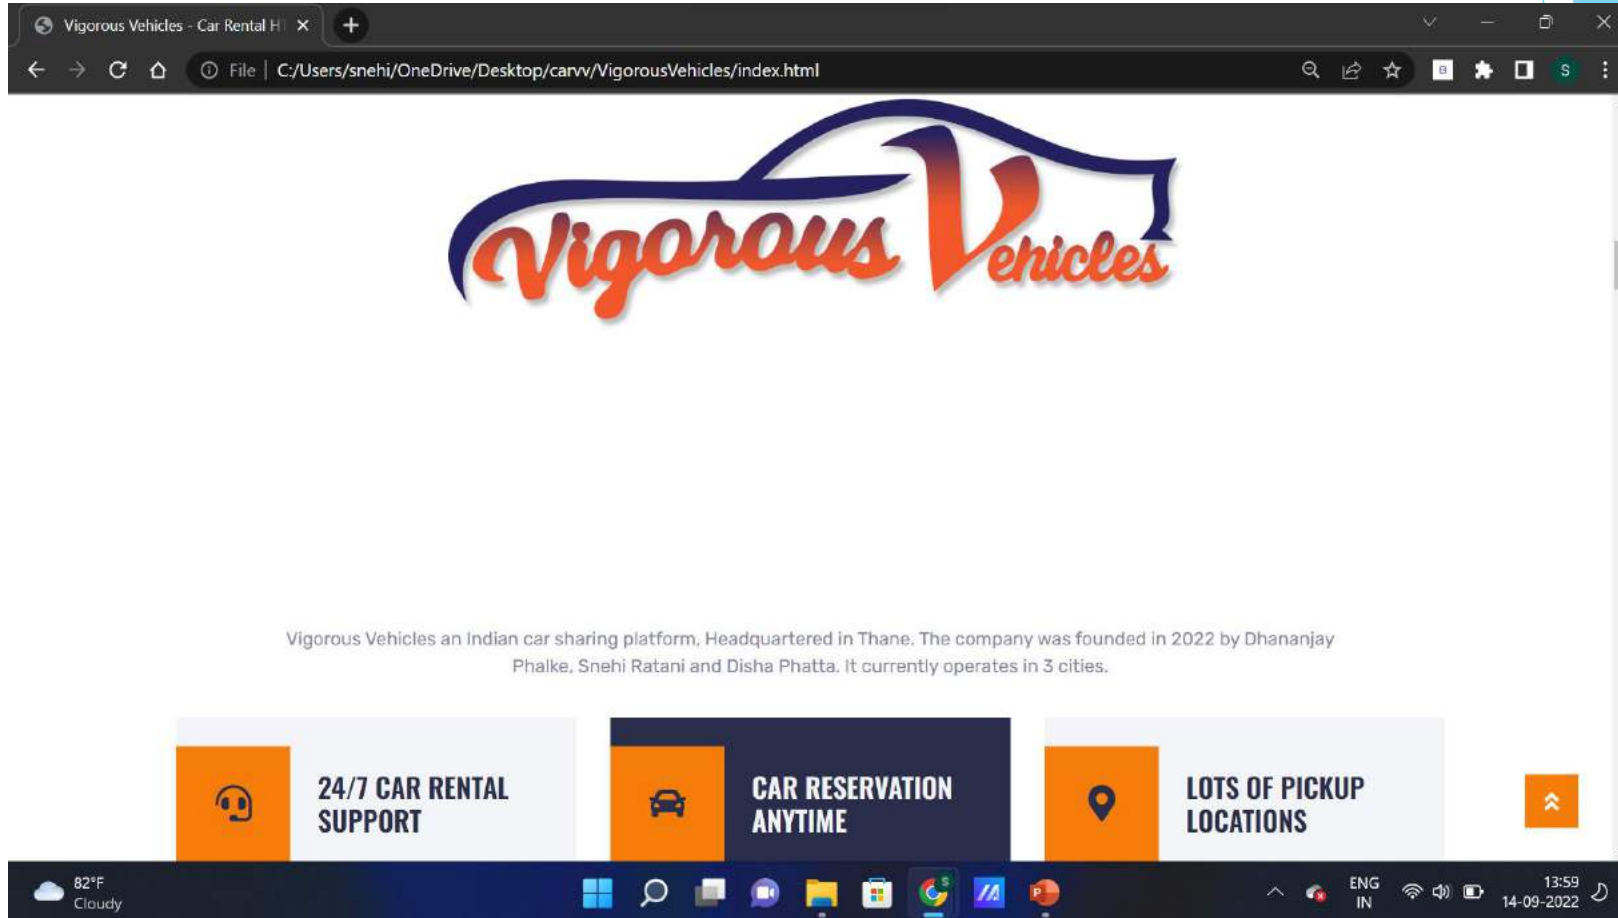 Vigorous Vehicles - Car Rental H
File | C:/Users/snehi/OneDrive/Desktop/carvv/VigorousVehicles/index.html
S
Vigorous Vehicles
Vigorous Vehicles an Indian car sharing platform, Headquartered in Thane. The company was founded in 2022 by Dhananjay
Phalke, Snehi Ratani and Disha Phatta. It currently operates in 3 cities.
24/7 CAR RENTAL
SUPPORT
CAR RESERVATION
ANYTIME
LOTS OF PICKUP
LOCATIONS
82°F
Cloudy
ENG
IN
13:59
14-09-2022